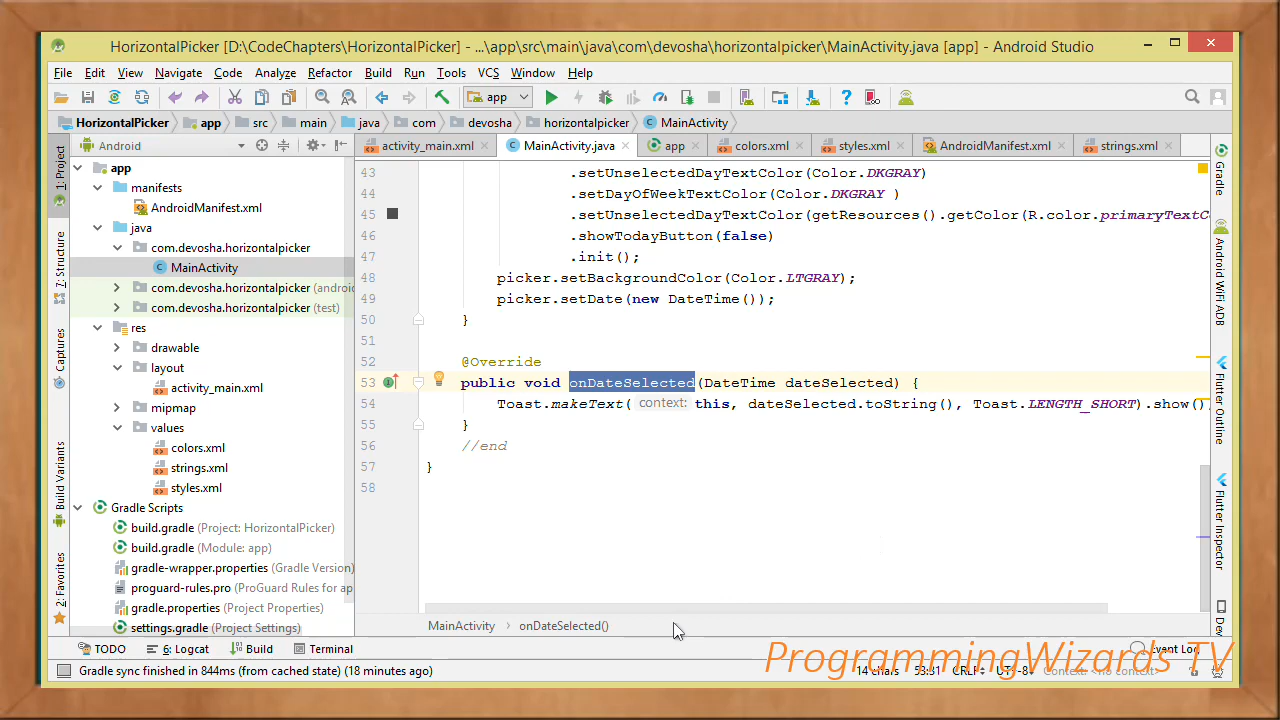 HorizontalPicker [D:\CodeChapters\HorizontalPicker] - ...\app\src\main\java\com\devosha\horizontalpicker\MainActivity.java [app] - Android Studio
File Edit View Navigate Code Analyze Refactor Build Run Tools VCS Window Help
app
HorizontalPicker app src main java com devosha horizontalpicker MainActivity
Android
activity_main.xml MainActivity.java app colors.xml styles.xml AndroidManifest.xml strings.xml
1: Project
7: Structure
Captures
Build Variants
2: Favorites
app
manifests
AndroidManifest.xml
java
com.devosha.horizontalpicker
MainActivity
com.devosha.horizontalpicker (androi
com.devosha.horizontalpicker (test)
res
drawable
layout
activity_main.xml
mipmap
values
colors.xml
strings.xml
styles.xml
Gradle Scripts
build.gradle (Project: HorizontalPicker)
build.gradle (Module: app)
gradle-wrapper.properties (Gradle Version)
proguard-rules.pro (ProGuard Rules for ap
gradle.properties (Project Properties)
settings.gradle (Project Settings)
43 .setUnselectedDayTextColor(Color.DKGRAY)
44 .setDayOfWeekTextColor(Color.DKGRAY )
45 .setUnselectedDayTextColor(getResources().getColor(R.color.primaryTextC
46 .showTodayButton(false)
47 .init();
48 picker.setBackgroundColor(Color.LTGRAY);
49 picker.setDate(new DateTime());
50 }
51
52 @Override
53 public void onDateSelected(DateTime dateSelected) {
54 Toast.makeText( context: this, dateSelected.toString(), Toast.LENGTH_SHORT).show();
55 }
56 //end
57 }
58
MainActivity onDateSelected()
Gradle
Android WiFi ADB
Flutter Outline
Flutter Inspector
TODO 6: Logcat Build Terminal Event Log
Gradle sync finished in 844ms (from cached state) (18 minutes ago)
14 chars 53:31 CRLF UTF-8 Context: <no context>
ProgrammingWizards TV